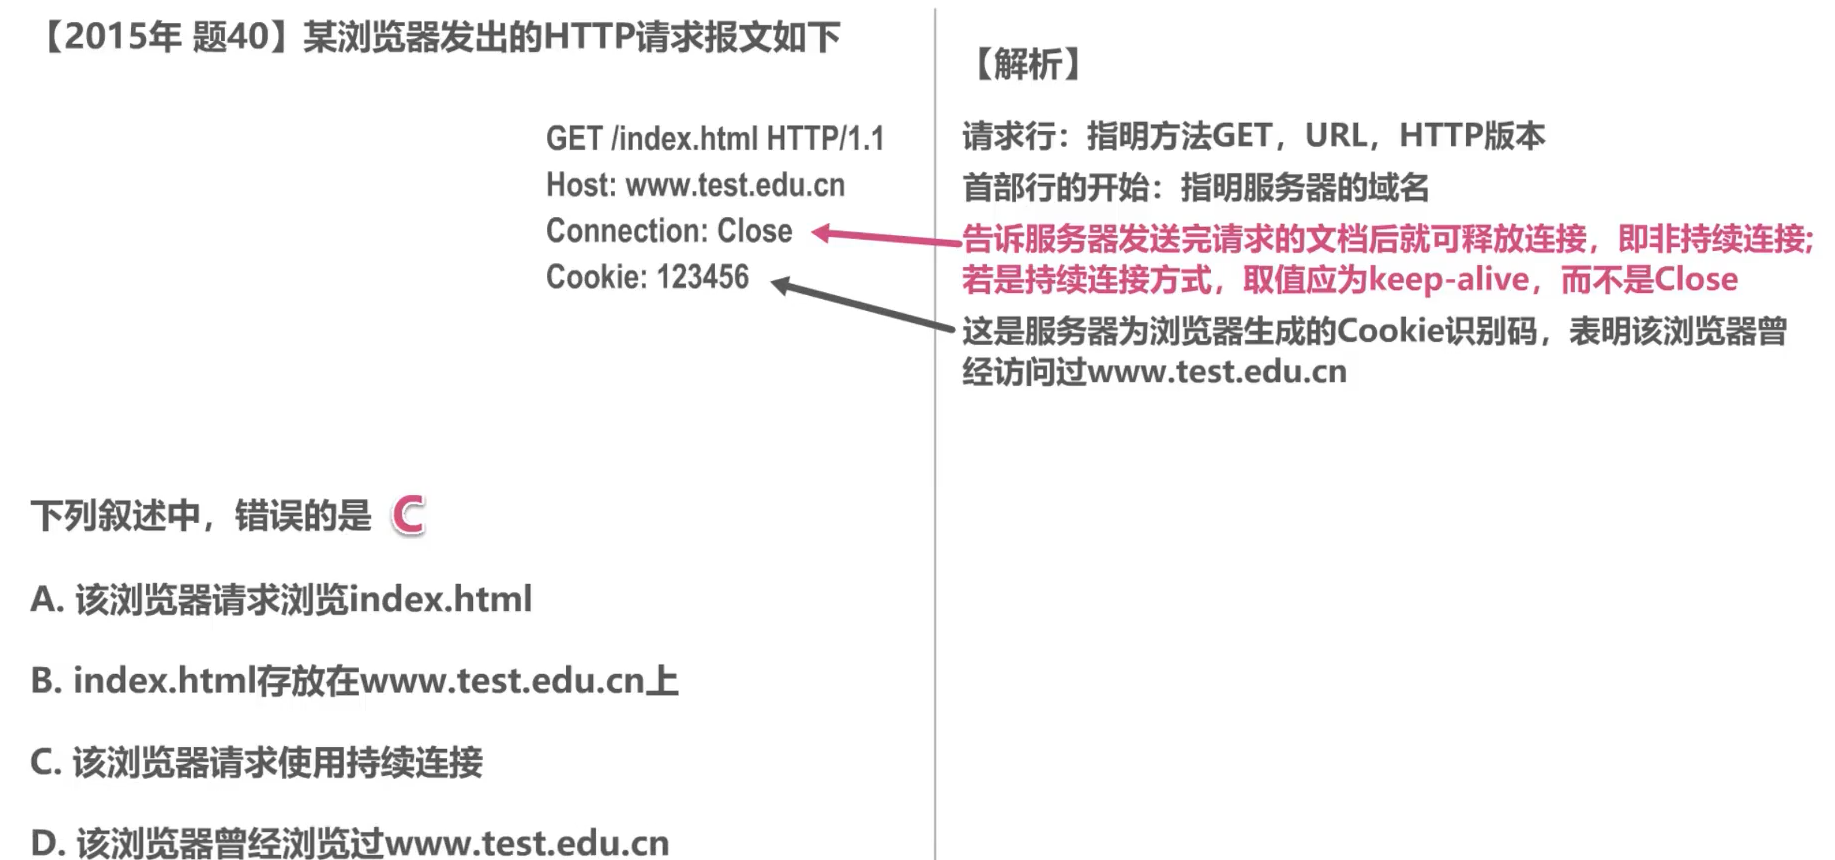 【2015年 题40】某浏览器发出的HTTP请求报文如下
GET /index.html HTTP/1.1
Host: www.test.edu.cn
Connection: Close
Cookie: 123456
下列叙述中，错误的是 C
A. 该浏览器请求浏览index.html
B. index.html存放在www.test.edu.cn上
C. 该浏览器请求使用持续连接
D. 该浏览器曾经浏览过www.test.edu.cn
【解析】
请求行：指明方法GET，URL，HTTP版本
首部行的开始：指明服务器的域名
告诉服务器发送完请求的文档后就可释放连接，即非持续连接;
若是持续连接方式，取值应为keep-alive，而不是Close
这是服务器为浏览器生成的Cookie识别码，表明该浏览器曾
经访问过www.test.edu.cn